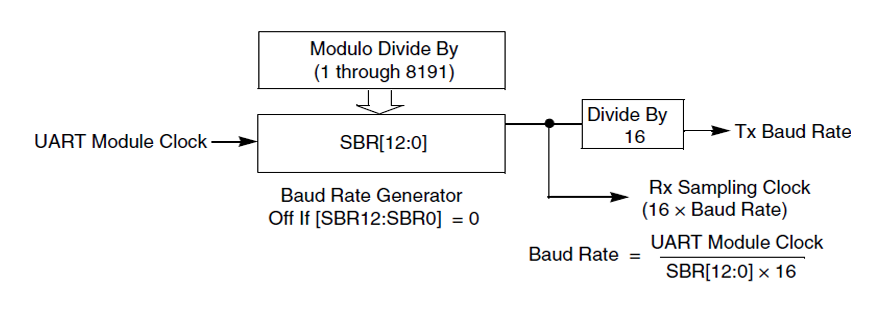 Modulo Divide By
(1 through 8191)
UART Module Clock
SBR[12:0]
Divide By
16
Tx Baud Rate
Baud Rate Generator
Off If [SBR12:SBR0] = 0
Rx Sampling Clock
(16 × Baud Rate)
Baud Rate =
UART Module Clock
SBR[12:0] × 16